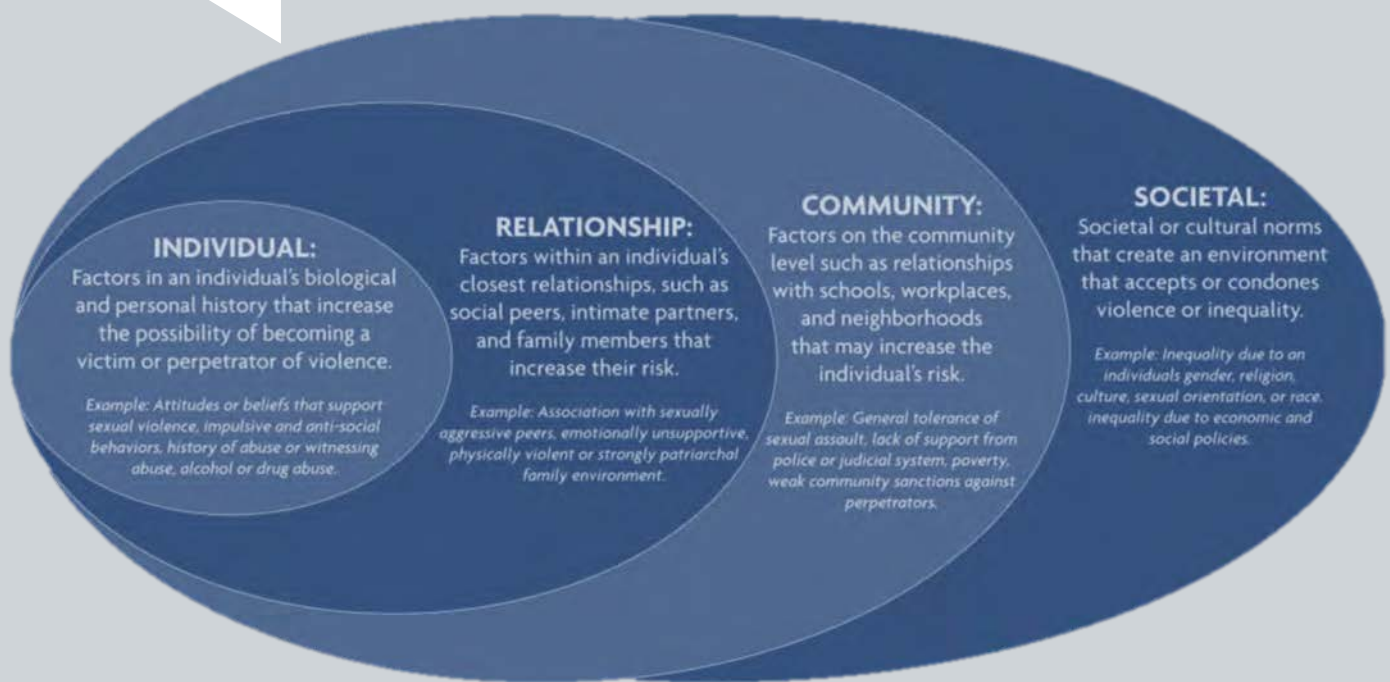 INDIVIDUAL:
Factors in an individual's biological
and personal history that increase
the possibility of becoming a
victim or perpetrator of violence.
Example: Attitudes or beliefs that support
sexual violence, impulsive and anti-social
behaviors, history of abuse or witnessing
abuse, alcohol or drug abuse.
RELATIONSHIP:
Factors within an individual's
closest relationships, such as
social peers, intimate partners,
and family members that
increase their risk.
Example: Association with sexually
aggressive peers, emotionally unsupportive,
physically violent or strongly patriarchal
family environment.
COMMUNITY:
Factors on the community
level such as relationships
with schools, workplaces,
and neighborhoods
that may increase the
individual's risk.
Example: General tolerance of
sexual assault, lack of support from
police or judicial system, poverty,
weak community sanctions against
perpetrators.
SOCIETAL:
Societal or cultural norms
that create an environment
that accepts or condones
violence or inequality.
Example: Inequality due to an
individuals gender, religion,
culture, sexual orientation, or race,
inequality due to economic and
social policies.